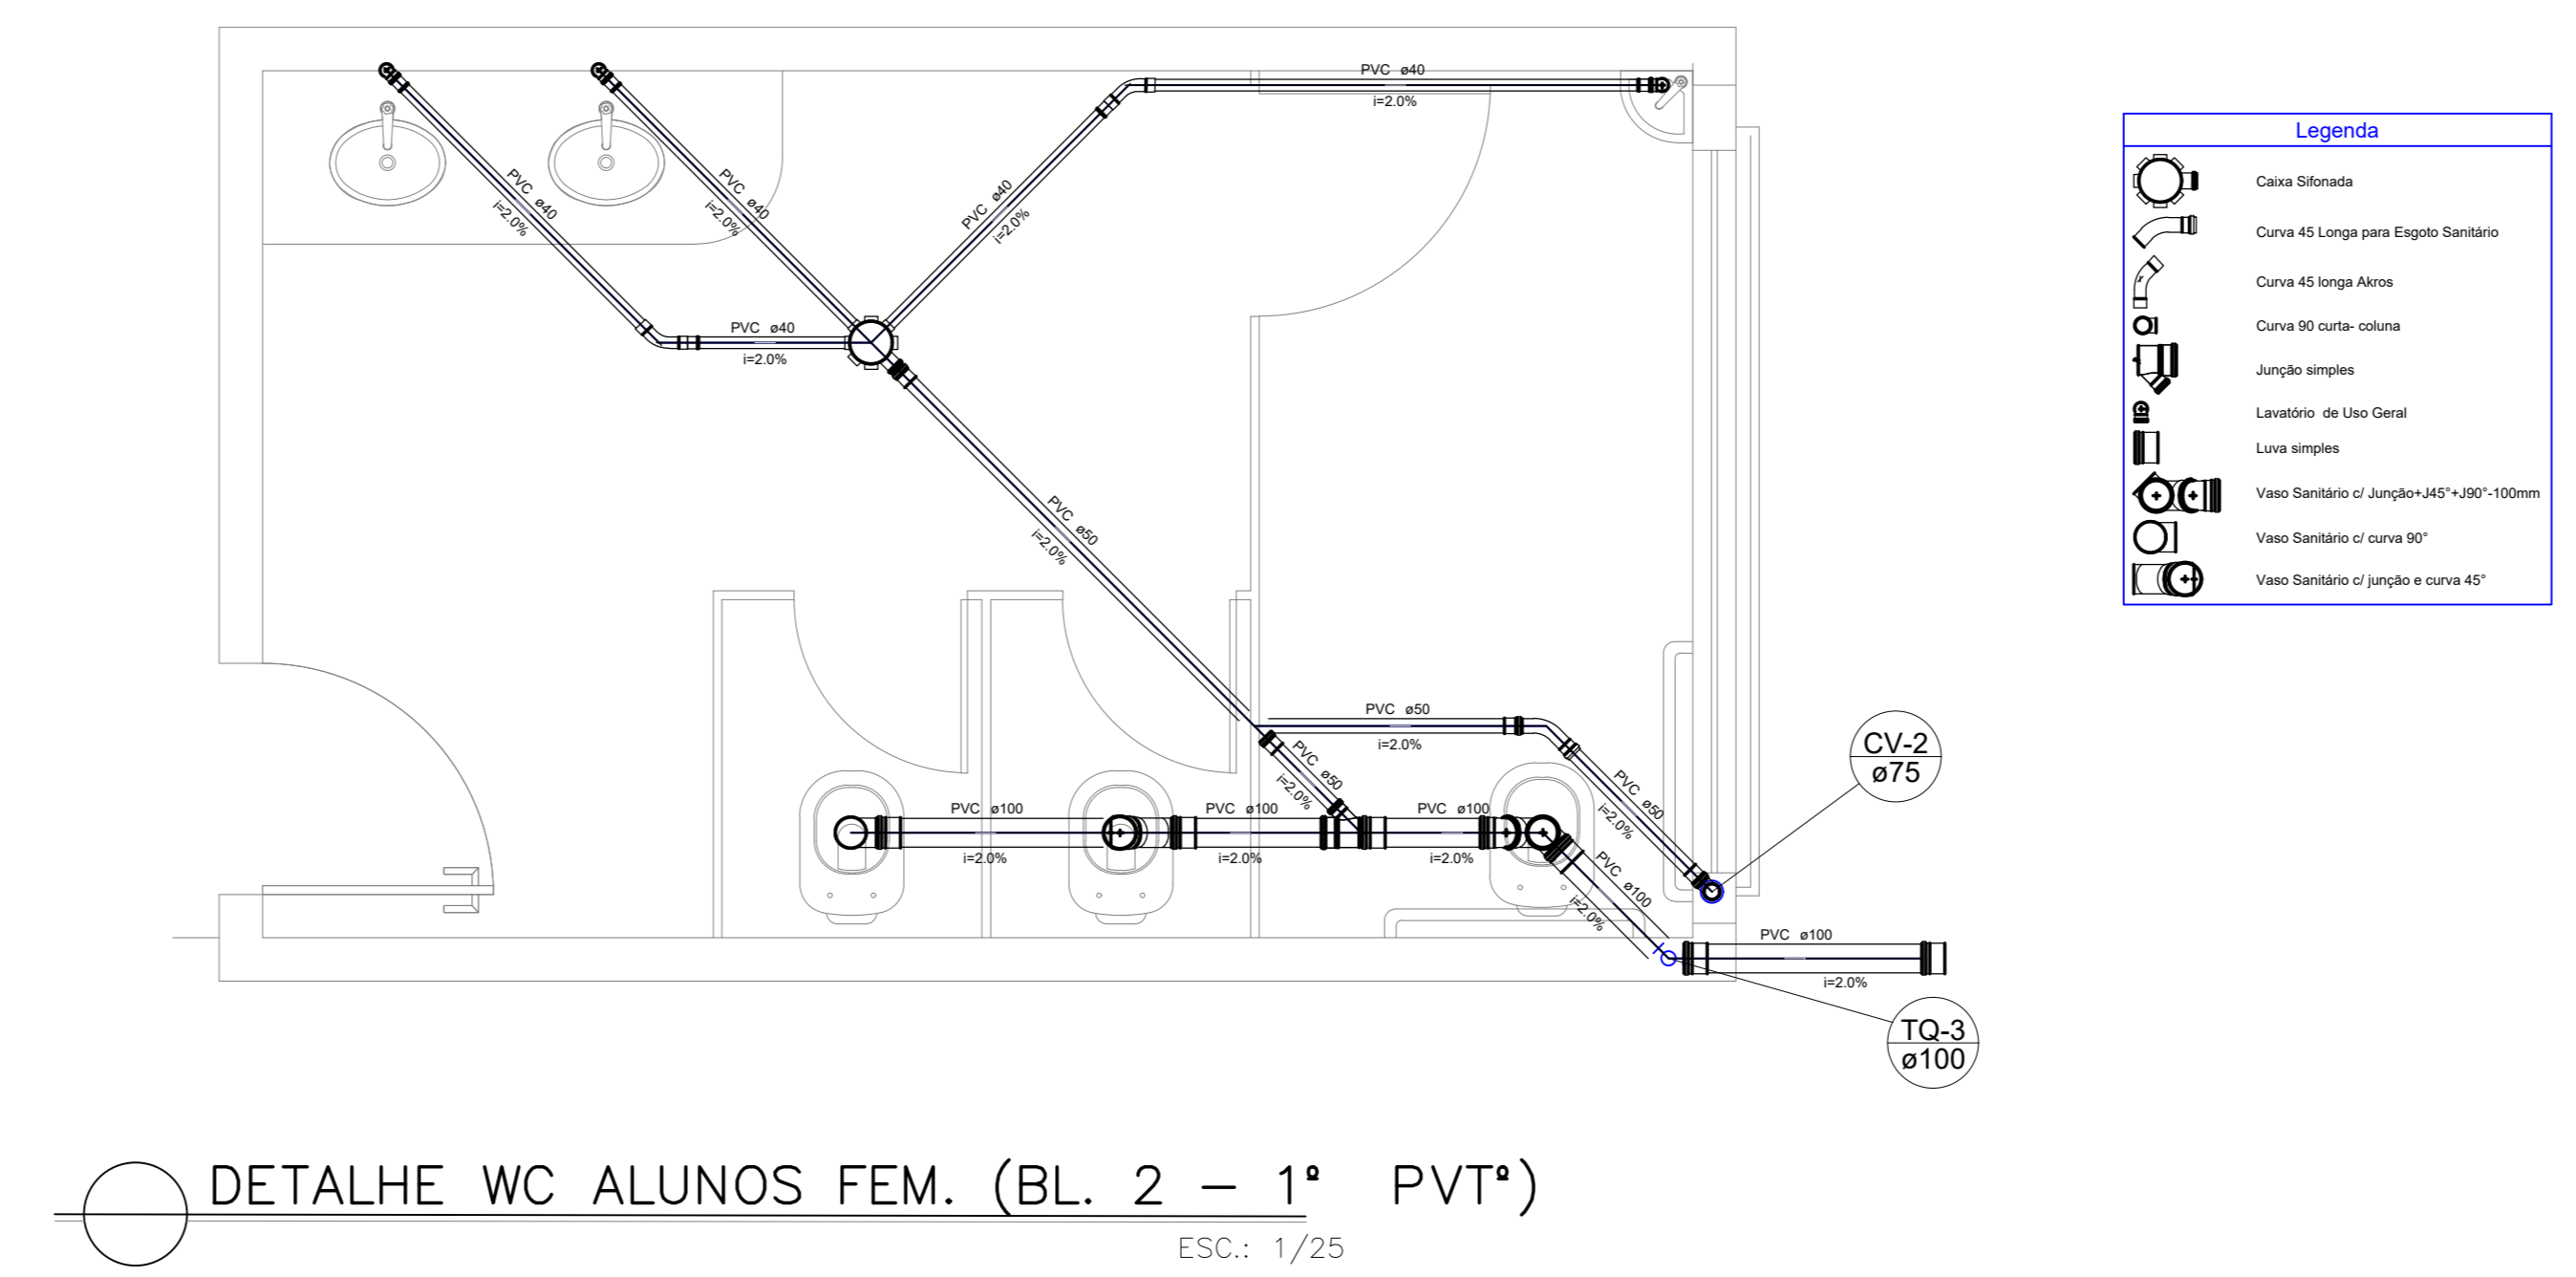 PVC ø40
i=2.0%
PVC ø40
i=2.0%
PVC ø40
i=2.0%
PVC ø40
i=2.0%
PVC ø40
i=2.0%
PVC ø50
i=2.0%
PVC ø50
i=2.0%
PVC ø50
i=2.0%
PVC ø50
i=2.0%
PVC ø100
i=2.0%
PVC ø100
i=2.0%
PVC ø100
i=2.0%
PVC ø100
i=2.0%
PVC ø100
i=2.0%
CV-2
ø75
TQ-3
ø100
Legenda
Caixa Sifonada
Curva 45 Longa para Esgoto Sanitário
Curva 45 longa Akros
Curva 90 curta- coluna
Junção simples
Lavatório de Uso Geral
Luva simples
Vaso Sanitário c/ Junção+J45°+J90°-100mm
Vaso Sanitário c/ curva 90°
Vaso Sanitário c/ junção e curva 45°
DETALHE WC ALUNOS FEM. (BL. 2 – 1º PVTº)
ESC.: 1/25